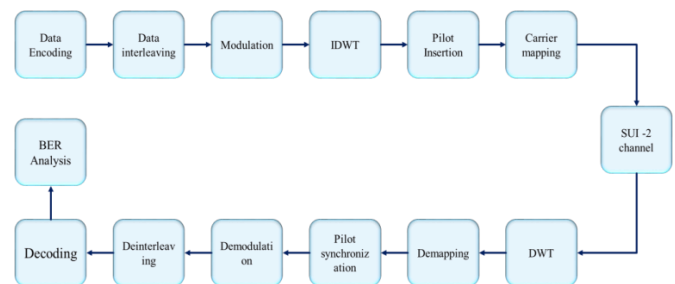 Data
Encoding
Data
interleaving
Modulation
IDWT
Pilot
Insertion
Carrier
mapping
SUI -2
channel
BER
Analysis
Decoding
Deinterleav
ing
Demodulati
on
Pilot
synchroniz
ation
Demapping
DWT